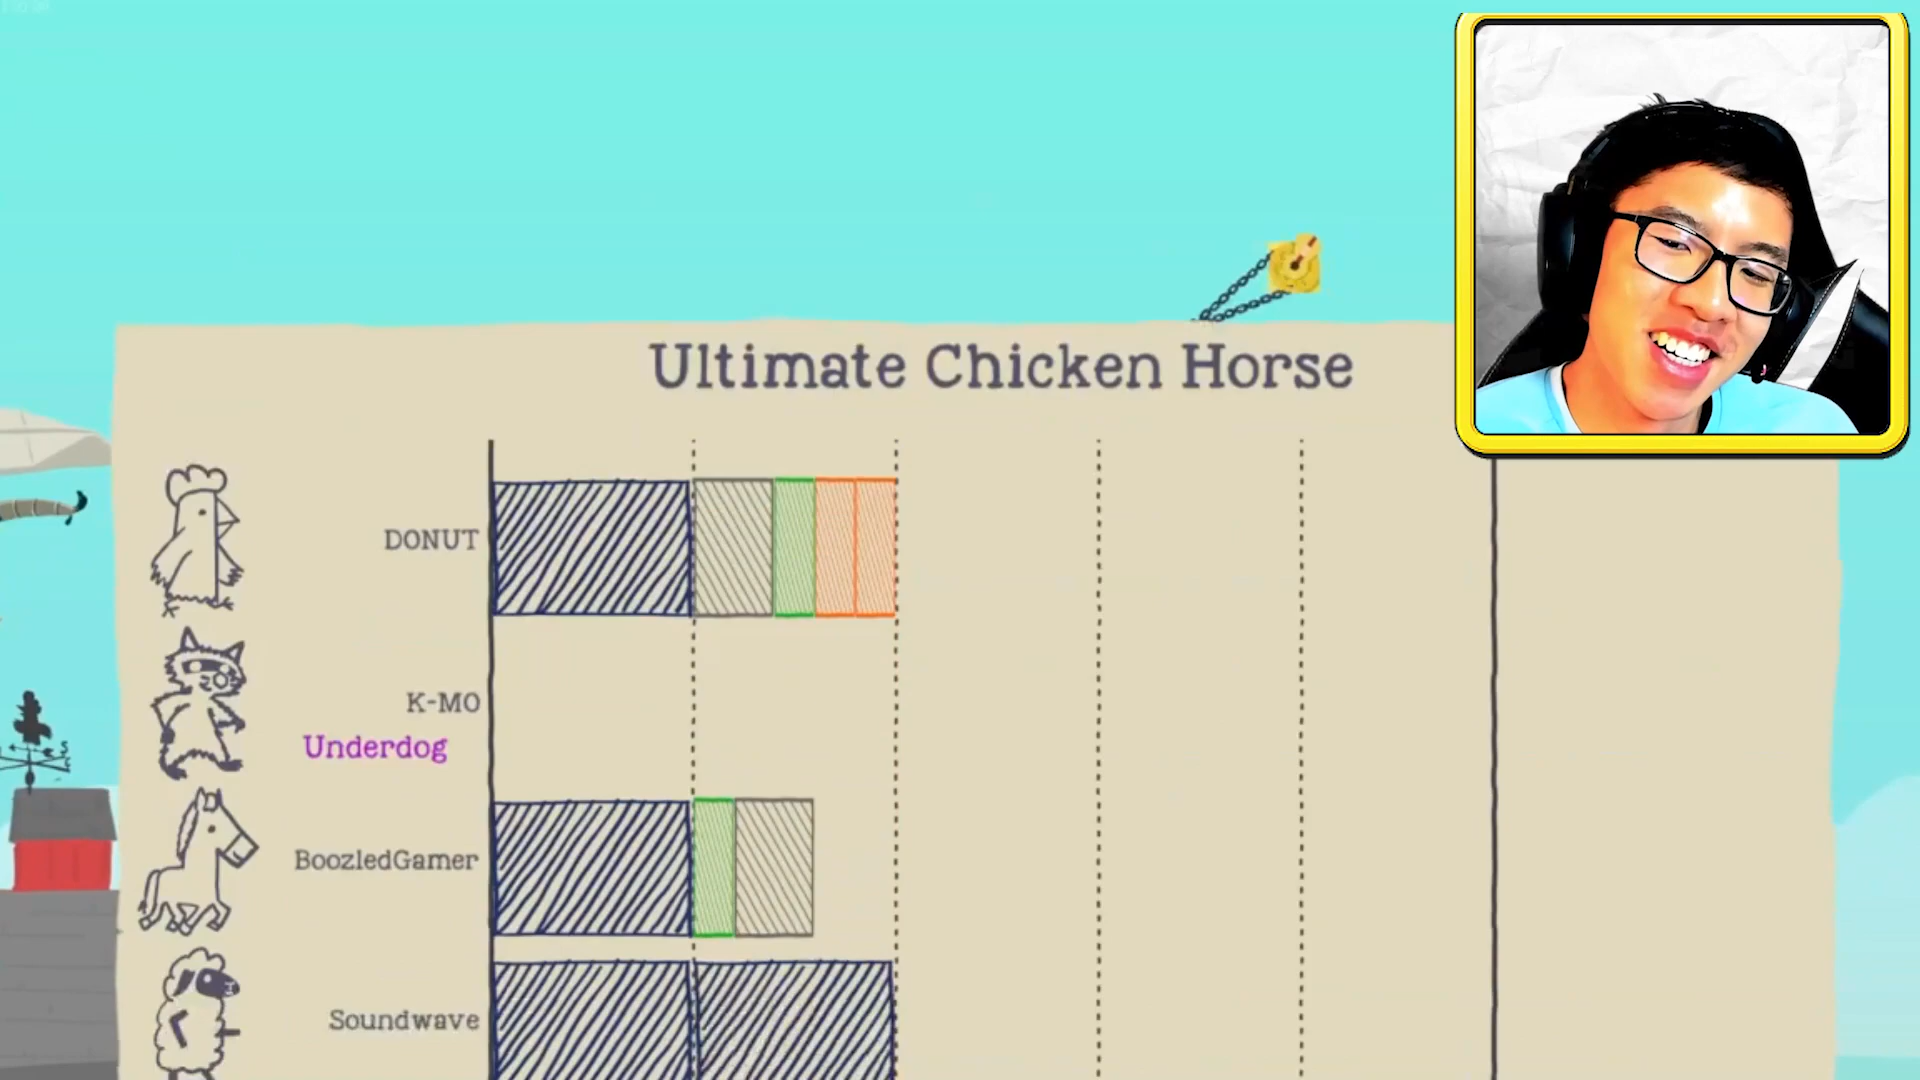 Ultimate Chicken Horse
DONUT
K-MO
Underdog
BoozledGamer
Soundwave
S